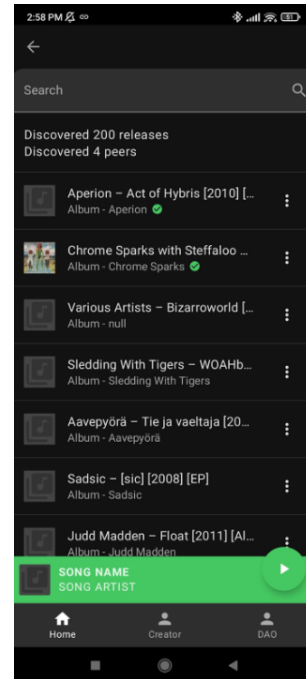 2:58 PM
51
Search
Discovered 200 releases
Discovered 4 peers
Aperion – Act of Hybris [2010] [...
Album - Aperion
Chrome Sparks with Steffaloo ...
Album - Chrome Sparks
Various Artists – Bizarroworld [...
Album - null
Sledding With Tigers – WOAHb...
Album - Sledding With Tigers
Aavepyörä – Tie ja vaeltaja [20...
Album - Aavepyörä
Sadsic – [sic] [2008] [EP]
Album - Sadsic
Judd Madden – Float [2011] [Al...
Album - Judd Madden
SONG NAME
SONG ARTIST
Home
Creator
DAO